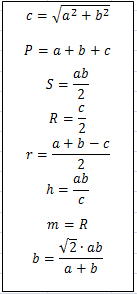 c = √(a² + b²)
P = a + b + c
S = ab/2
R = c/2
r = (a + b − c)/2
h = ab/c
m = R
b = (√2 · ab)/(a + b)